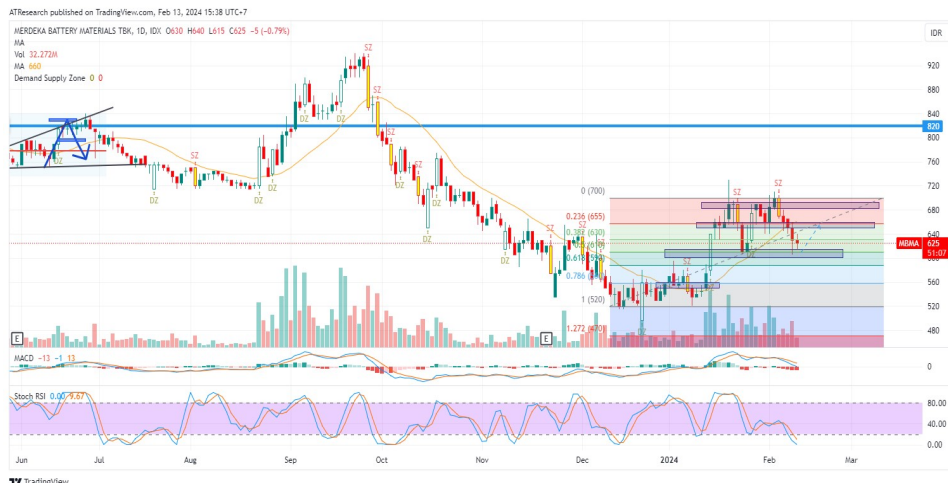 ATResearch published on TradingView.com, Feb 13, 2024 15:38 UTC+7
MERDEKA BATTERY MATERIALS TBK, 1D, IDX O630 H640 L615 C625 −5 (−0.79%)
IDR
MA
Vol 32.272M
MA 660
Demand Supply Zone 0 0
920
880
840
820
800
760
720
680
640
MBMA 625
51:07
600
560
520
480
SZ
SZ
SZ
SZ
SZ
SZ
SZ
SZ
SZ
SZ
DZ
DZ
DZ
DZ
DZ
DZ
DZ
DZ
DZ
DZ
0 (700)
0.236 (655)
0.786
1 (520)
1.272 (470)
E
E
MACD −13 −1 13
0
Stoch RSI 0.00 9.67
80.00
40.00
0.00
Jun Jul Aug Sep Oct Nov Dec 2024 Feb Mar
TradingView